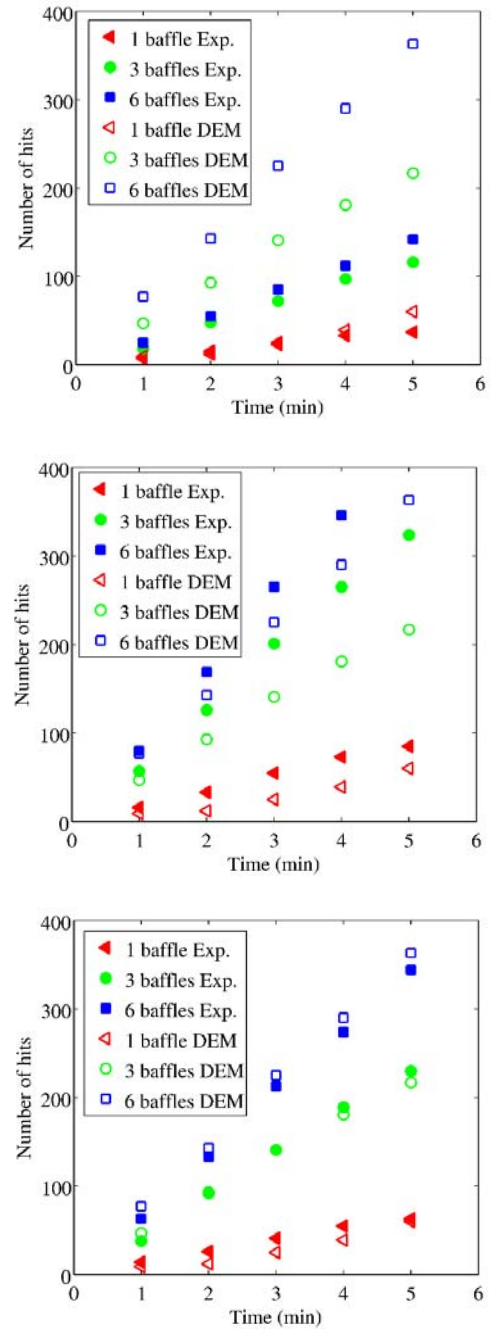 400
300
200
100
0
Number of hits
1 baffle Exp.
3 baffles Exp.
6 baffles Exp.
1 baffle DEM
3 baffles DEM
6 baffles DEM
0 1 2 3 4 5 6
Time (min)
400
300
200
100
0
Number of hits
1 baffle Exp.
3 baffles Exp.
6 baffles Exp.
1 baffle DEM
3 baffles DEM
6 baffles DEM
0 1 2 3 4 5 6
Time (min)
400
300
200
100
0
Number of hits
1 baffle Exp.
3 baffles Exp.
6 baffles Exp.
1 baffle DEM
3 baffles DEM
6 baffles DEM
0 1 2 3 4 5 6
Time (min)